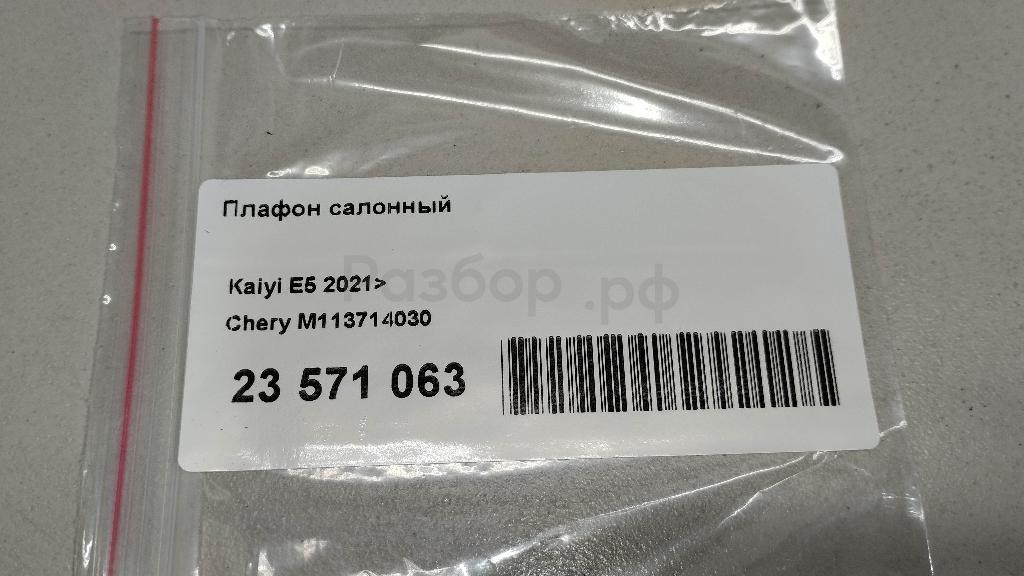 Плафон салонный
Разбор.рф
Kaiyi E5 2021>
Chery M113714030
23 571 063